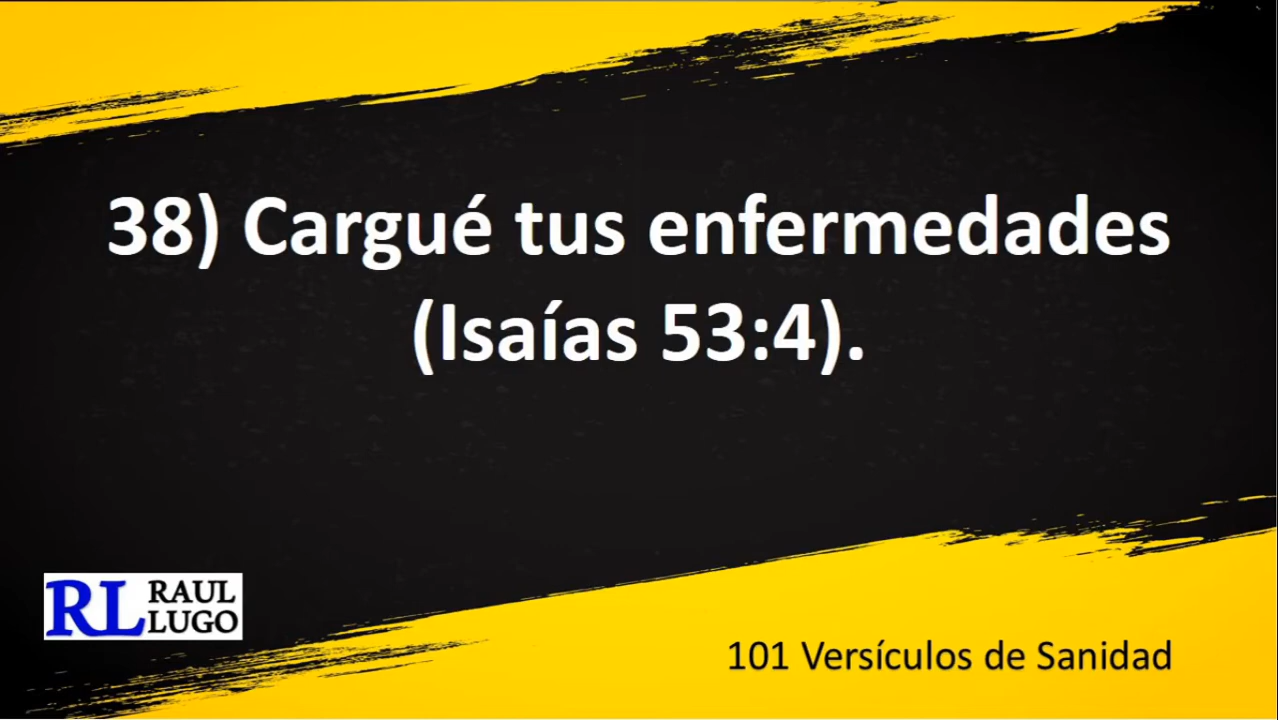 38) Cargué tus enfermedades
(Isaías 53:4).
RL RAUL
LUGO
101 Versículos de Sanidad